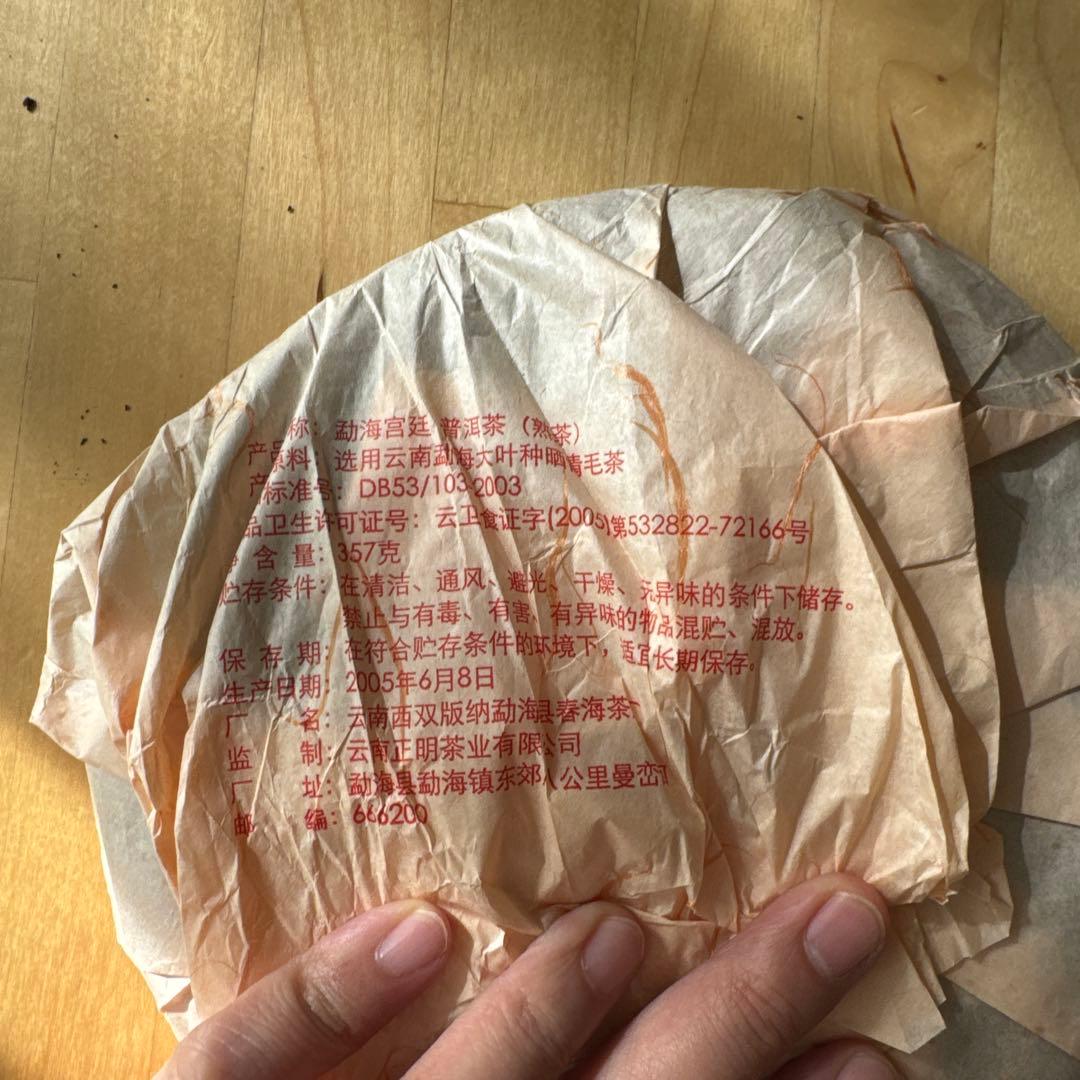 称：勐海宫廷 普洱茶（熟茶）
产原料：选用云南勐海大叶种晒青毛茶
产标准号：DB53/103-2003
品卫生许可证号：云卫食证字(2005)第532822-72166号
含量：357克
贮存条件：在清洁、通风、避光、干燥、无异味的条件下储存。
禁止与有毒、有害、有异味的物品混贮、混放。
保存期：在符合贮存条件的环境下，适宜长期保存。
生产日期：2005年6月8日
厂名：云南西双版纳勐海县春海茶
监制：云南正明茶业有限公司
厂址：勐海县勐海镇东郊八公里曼峦
邮编：666200